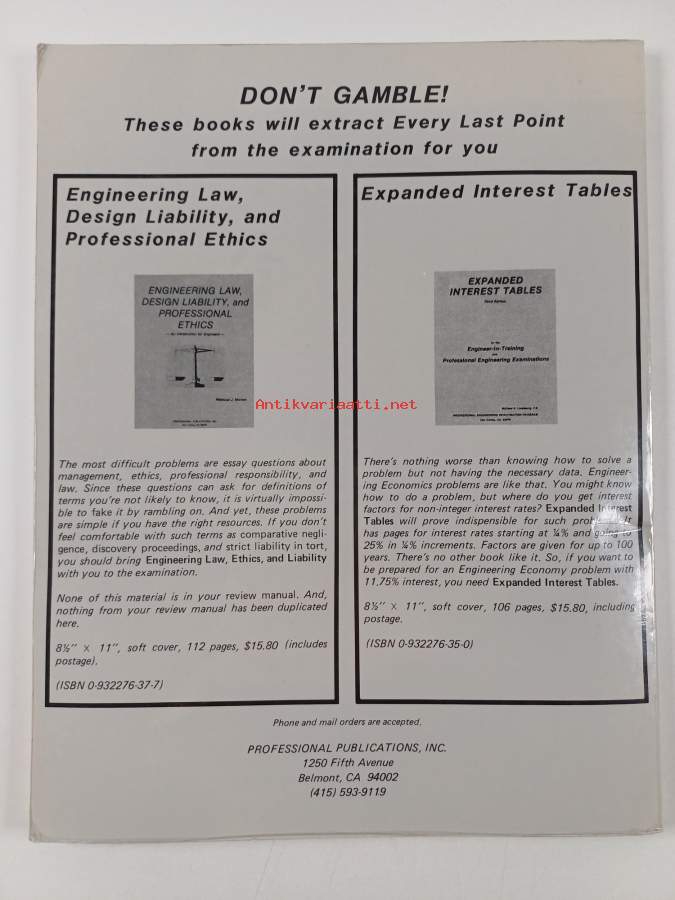 DON'T GAMBLE!
These books will extract Every Last Point
from the examination for you
Engineering Law,
Design Liability, and
Professional Ethics
ENGINEERING LAW,
DESIGN LIABILITY, and
PROFESSIONAL
ETHICS
The most difficult problems are essay questions about
management, ethics, professional responsibility, and
law. Since these questions can ask for definitions of
terms you're not likely to know, it is virtually impossi-
ble to fake it by rambling on. And yet, these problems
are simple if you have the right resources. If you don't
feel comfortable with such terms as comparative negli-
gence, discovery proceedings, and strict liability in tort,
you should bring Engineering Law, Ethics, and Liability
with you to the examination.
None of this material is in your review manual. And,
nothing from your review manual has been duplicated
here.
8½" × 11", soft cover, 112 pages, $15.80 (includes
postage).
(ISBN 0-932276-37-7)
Expanded Interest Tables
EXPANDED
INTEREST TABLES
Engineer-In-Training
and
Professional Engineering Examinations
There's nothing worse than knowing how to solve a
problem but not having the necessary data. Engineer-
ing Economics problems are like that. You might know
how to do a problem, but where do you get interest
factors for non-integer interest rates? Expanded Interest
Tables will prove indispensible for such problems. It
has pages for interest rates starting at ¼% and going to
25% in ¼% increments. Factors are given for up to 100
years. There's no other book like it. So, if you want to
be prepared for an Engineering Economy problem with
11.75% interest, you need Expanded Interest Tables.
8½" × 11", soft cover, 106 pages, $15.80, including
postage.
(ISBN 0-932276-35-0)
Antikvariaatti.net
Phone and mail orders are accepted.
PROFESSIONAL PUBLICATIONS, INC.
1250 Fifth Avenue
Belmont, CA 94002
(415) 593-9119